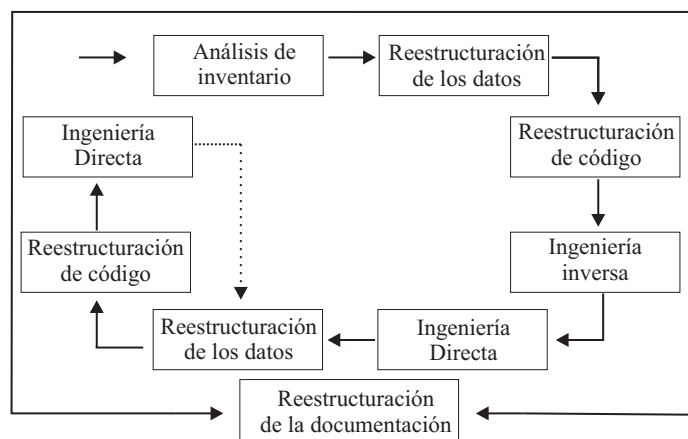 Análisis de
inventario
Reestructuración
de los datos
Reestructuración
de código
Ingeniería
inversa
Ingeniería
Directa
Reestructuración
de los datos
Reestructuración
de código
Ingeniería
Directa
Reestructuración
de la documentación